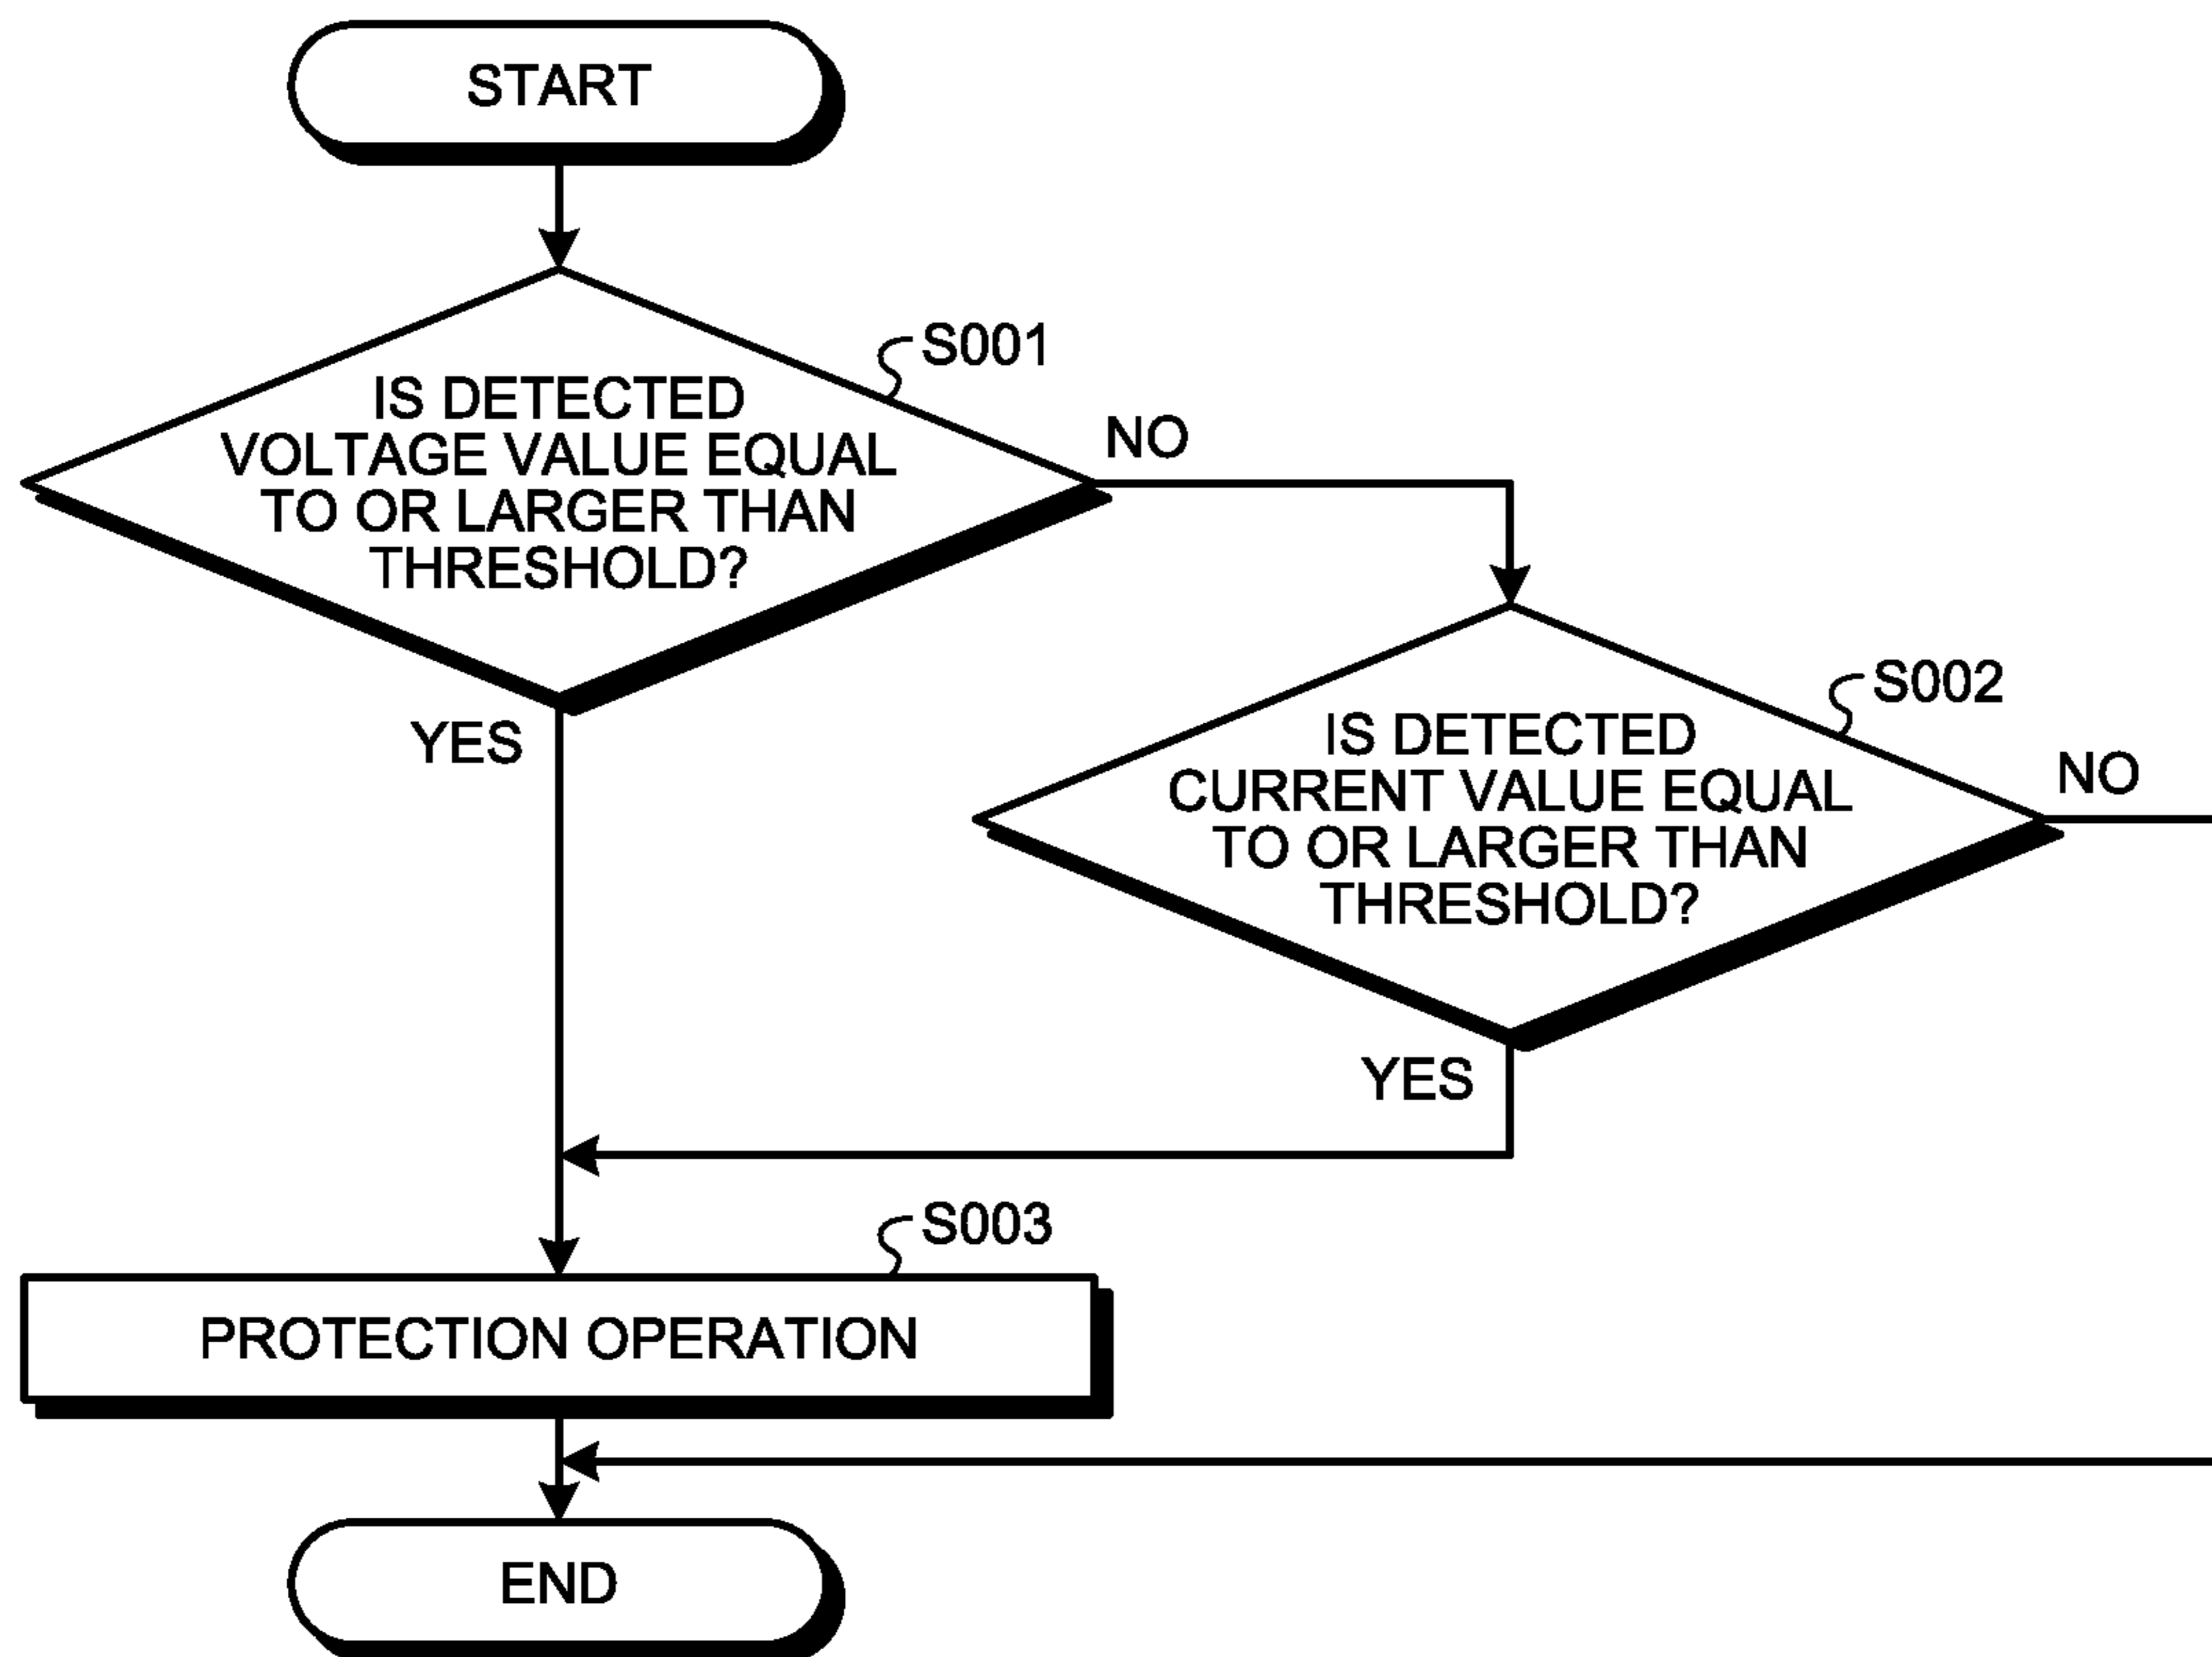 START
S001
IS DETECTED
VOLTAGE VALUE EQUAL
TO OR LARGER THAN
THRESHOLD?
NO
YES
S002
IS DETECTED
CURRENT VALUE EQUAL
TO OR LARGER THAN
THRESHOLD?
NO
YES
S003
PROTECTION OPERATION
END